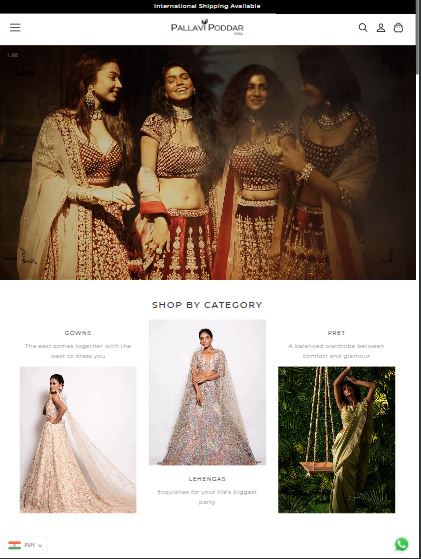 International Shipping Available
PALLAVI PODDAR
India
1.00
SHOP BY CATEGORY
GOWNS
The east comes together with the
west to dress you
LEHENGAS
Exquisites for your life's biggest
party
PRET
A balanced wardrobe between
comfort and glamour
INR